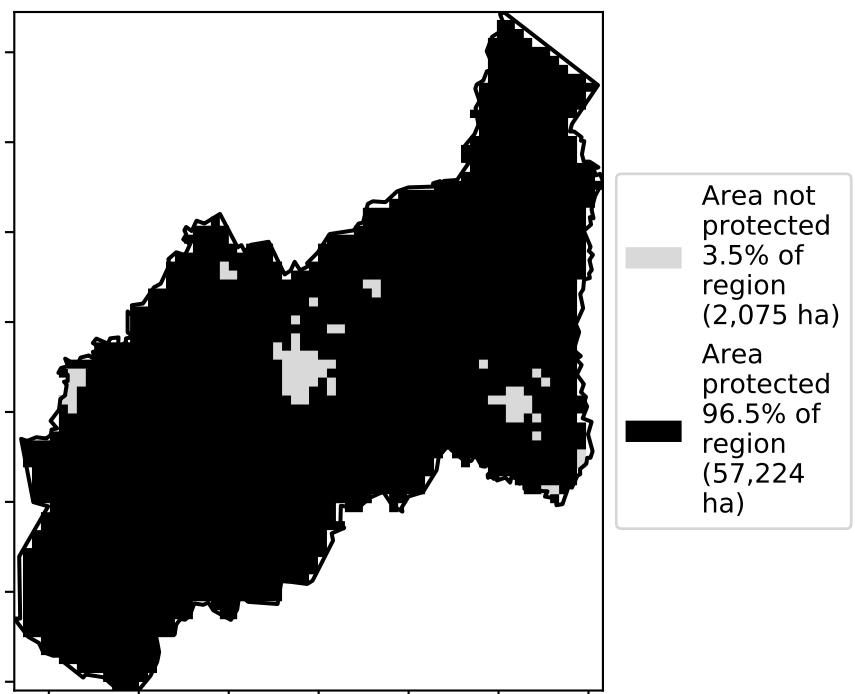 Area not
protected
3.5% of
region
(2,075 ha)
Area
protected
96.5% of
region
(57,224
ha)